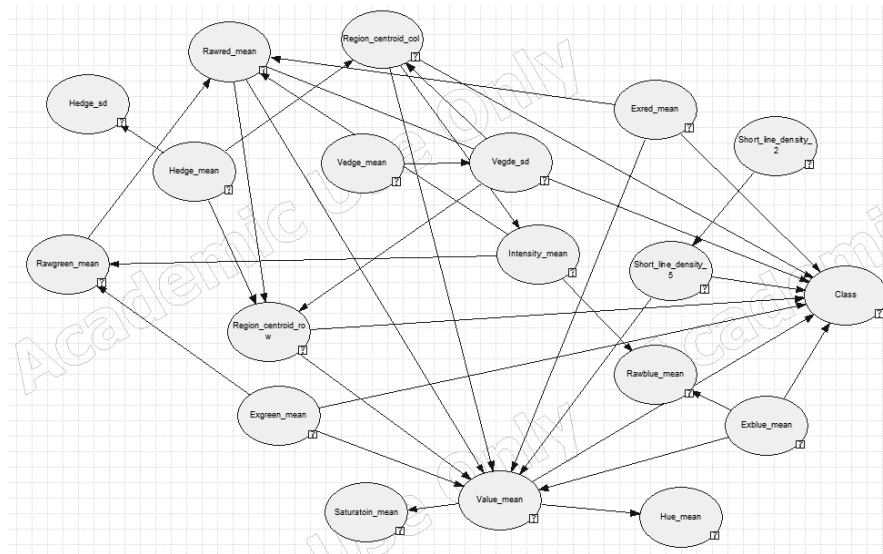 Region_centroid_col
Rawred_mean
Hedge_sd
Exred_mean
Short_line_density_
2
Hedge_mean
Vedge_mean
Vegde_sd
Rawgreen_mean
Intensity_mean
Short_line_density_
5
Class
Region_centroid_ro
w
Rawblue_mean
Exgreen_mean
Exblue_mean
Value_mean
Saturatoin_mean
Hue_mean
Academic Use Only
Academic
use Only